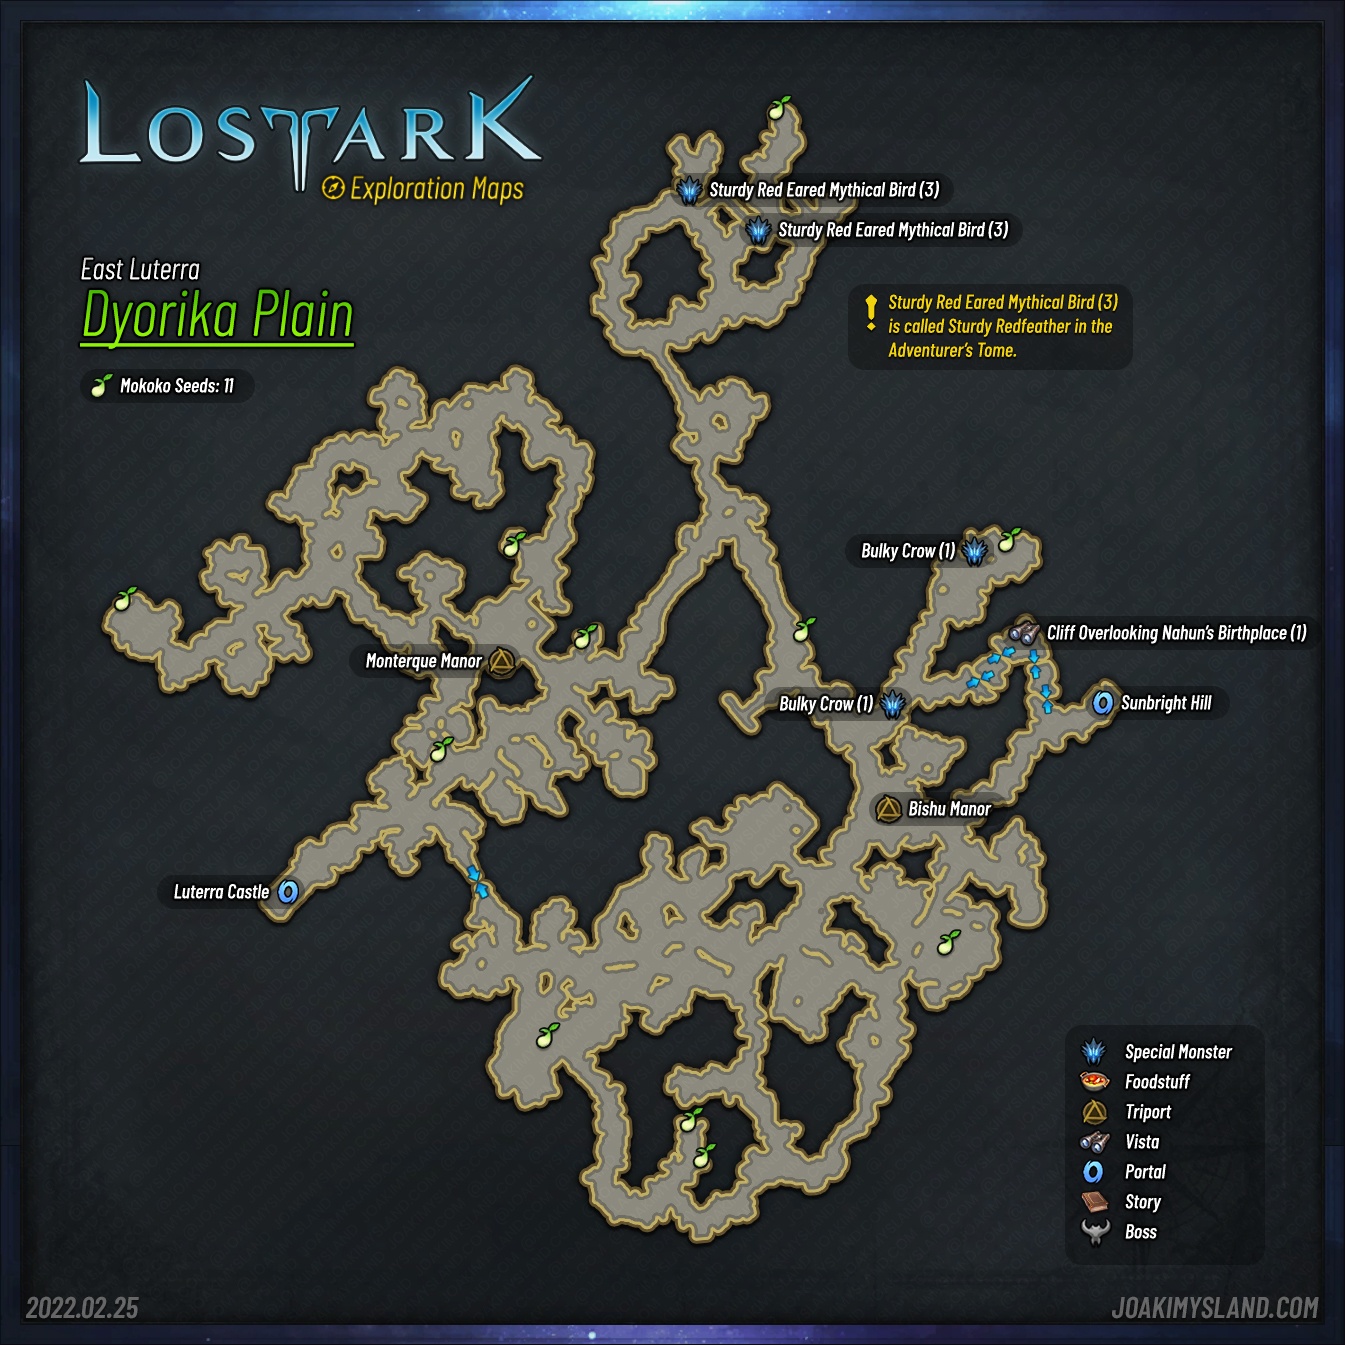 LOSTARK
Exploration Maps
East Luterra
Dyorika Plain
Mokoko Seeds: 11
Sturdy Red Eared Mythical Bird (3)
Sturdy Red Eared Mythical Bird (3)
Sturdy Red Eared Mythical Bird (3)
is called Sturdy Redfeather in the
Adventurer's Tome.
Bulky Crow (1)
Cliff Overlooking Nahun's Birthplace (1)
Monterque Manor
Bulky Crow (1)
Sunbright Hill
Bishu Manor
Luterra Castle
Special Monster
Foodstuff
Triport
Vista
Portal
Story
Boss
2022.02.25
JOAKIMYSLAND.COM